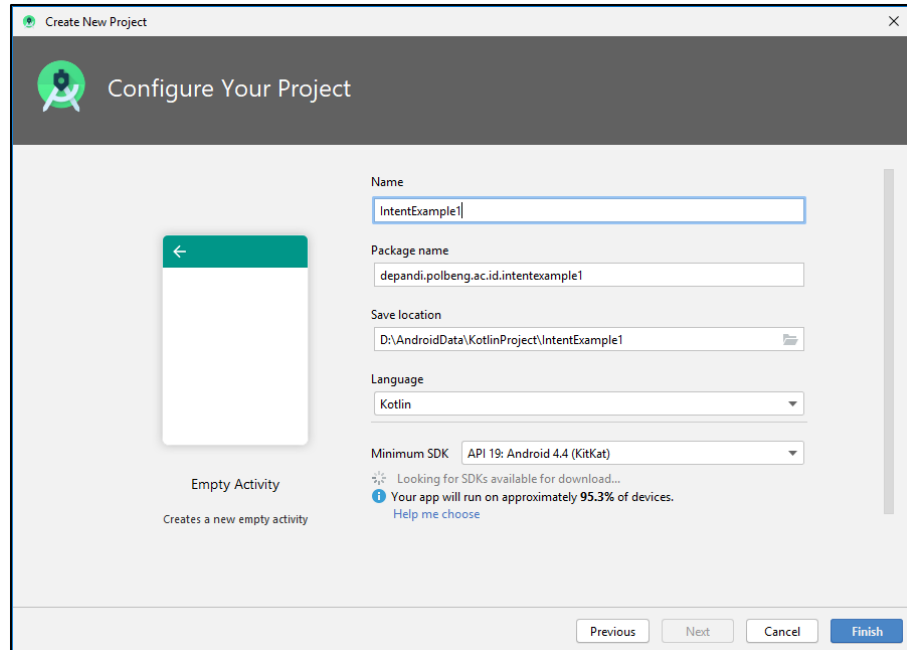 Create New Project
Configure Your Project
Name
IntentExample1
Package name
depandi.polbeng.ac.id.intentexample1
Save location
D:\AndroidData\KotlinProject\IntentExample1
Language
Kotlin
Minimum SDK API 19: Android 4.4 (KitKat)
Looking for SDKs available for download...
Your app will run on approximately 95.3% of devices.
Help me choose
Empty Activity
Creates a new empty activity
Previous Next Cancel Finish